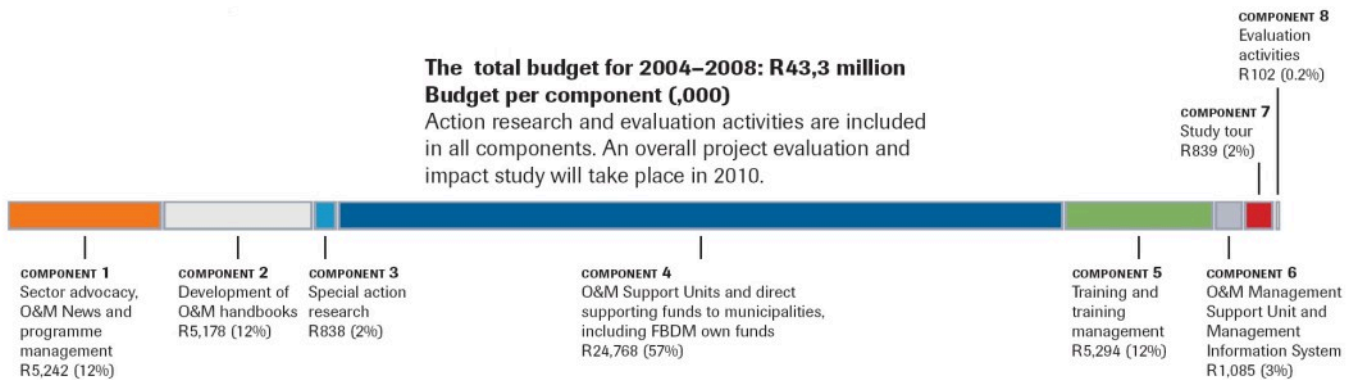 The total budget for 2004–2008: R43,3 million
Budget per component (,000)
Action research and evaluation activities are included
in all components. An overall project evaluation and
impact study will take place in 2010.
COMPONENT 8
Evaluation
activities
R102 (0.2%)
COMPONENT 7
Study tour
R839 (2%)
COMPONENT 1
Sector advocacy,
O&M News and
programme
management
R5,242 (12%)
COMPONENT 2
Development of
O&M handbooks
R5,178 (12%)
COMPONENT 3
Special action
research
R838 (2%)
COMPONENT 4
O&M Support Units and direct
supporting funds to municipalities,
including FBDM own funds
R24,768 (57%)
COMPONENT 5
Training and
training
management
R5,294 (12%)
COMPONENT 6
O&M Management
Support Unit and
Management
Information System
R1,085 (3%)